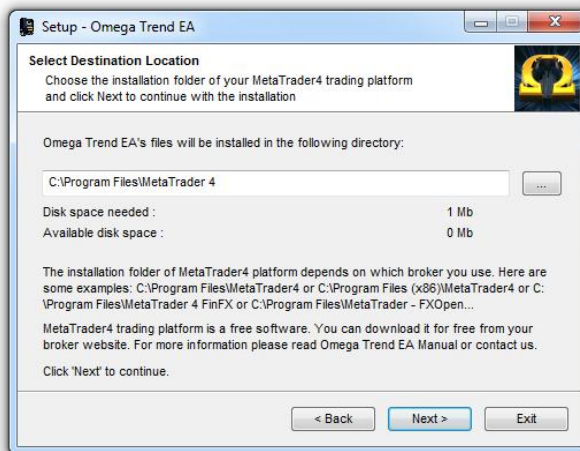 Setup - Omega Trend EA
Select Destination Location
Choose the installation folder of your MetaTrader4 trading platform
and click Next to continue with the installation
Omega Trend EA's files will be installed in the following directory:
C:\Program Files\MetaTrader 4
...
Disk space needed : 1 Mb
Available disk space : 0 Mb
The installation folder of MetaTrader4 platform depends on which broker you use. Here are
some examples: C:\Program Files\MetaTrader4 or C:\Program Files (x86)\MetaTrader4 or C:
\Program Files\MetaTrader 4 FinFX or C:\Program Files\MetaTrader - FXOpen...
MetaTrader4 trading platform is a free software. You can download it for free from your
broker website. For more information please read Omega Trend EA Manual or contact us.
Click 'Next' to continue.
< Back Next > Exit